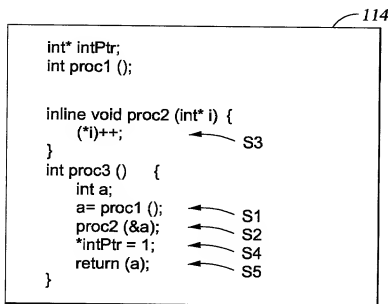 114
int* intPtr;
int proc1 ();
inline void proc2 (int* i) {
(*i)++;
S3
}
int proc3 () {
int a;
a= proc1 ();
S1
proc2 (&a);
S2
*intPtr = 1;
S4
return (a);
S5
}